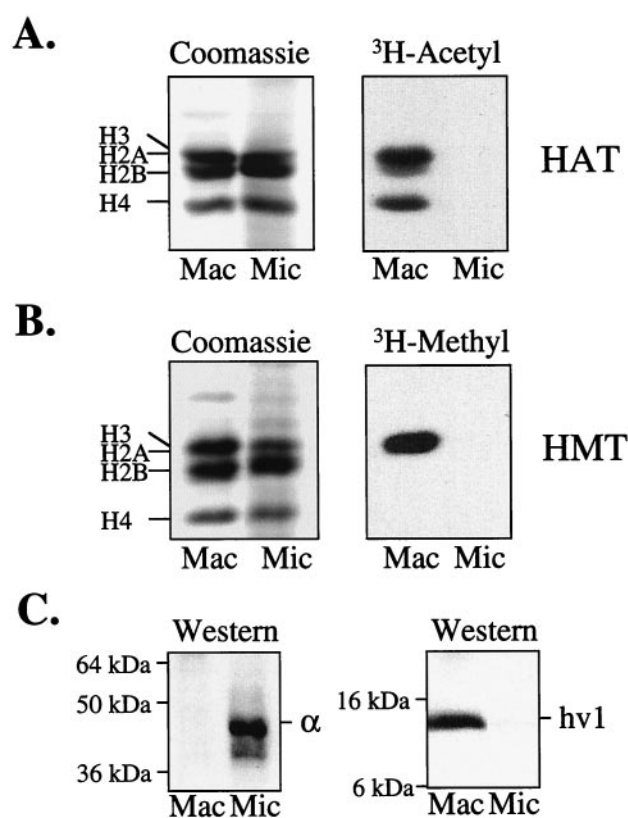 A.
Coomassie
³H-Acetyl
H3
H2A
H2B
H4
HAT
Mac Mic
Mac Mic
B.
Coomassie
³H-Methyl
H3
H2A
H2B
H4
HMT
Mac Mic
Mac Mic
C.
Western
Western
64 kDa
50 kDa
36 kDa
α
16 kDa
6 kDa
hv1
Mac Mic
Mac Mic